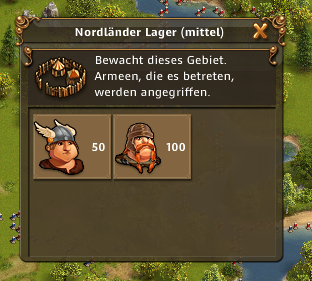 Nordländer Lager (mittel)
Bewacht dieses Gebiet.
Armeen, die es betreten,
werden angegriffen.
50 100